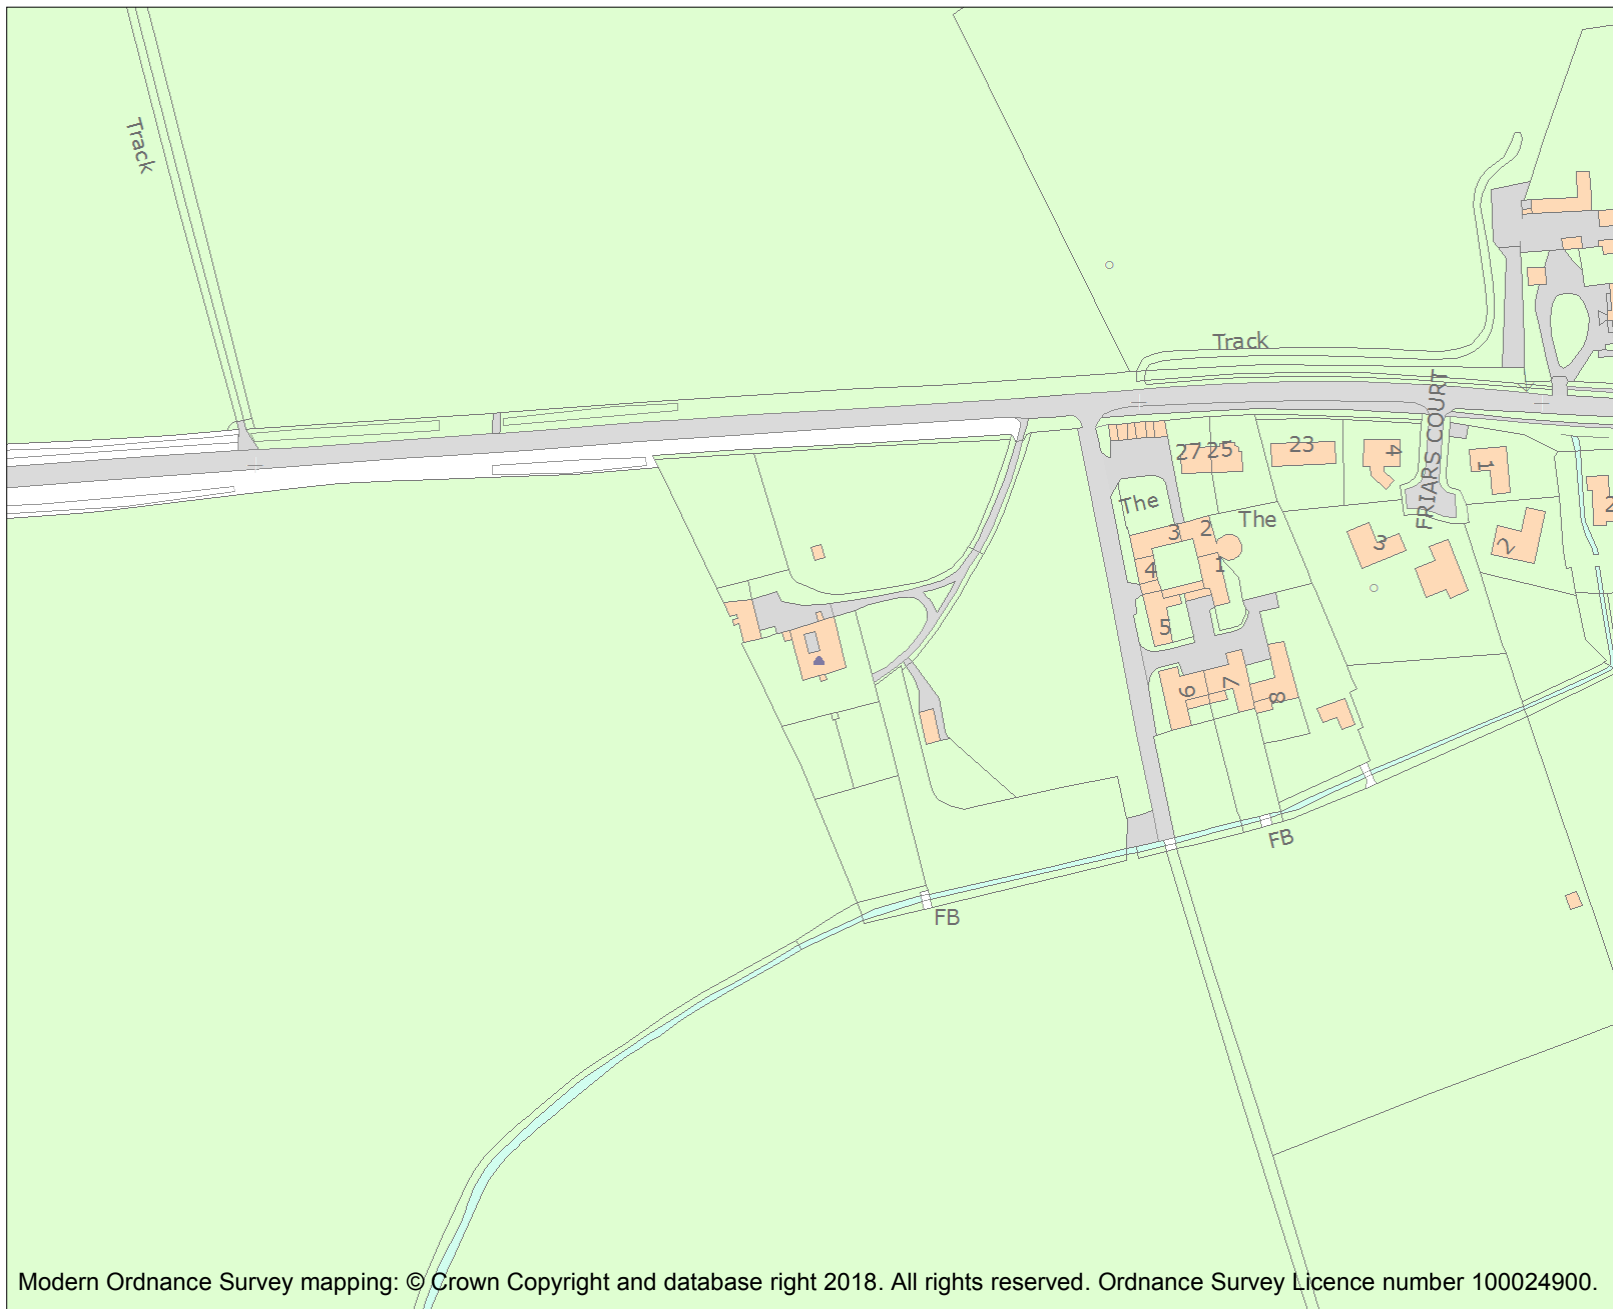 Track
Track
FRIARS COURT
27
25
23
4
1
2
The
The
3
2
3
2
4
1
5
6
7
8
FB
FB
Modern Ordnance Survey mapping: © Crown Copyright and database right 2018. All rights reserved. Ordnance Survey Licence number 100024900.